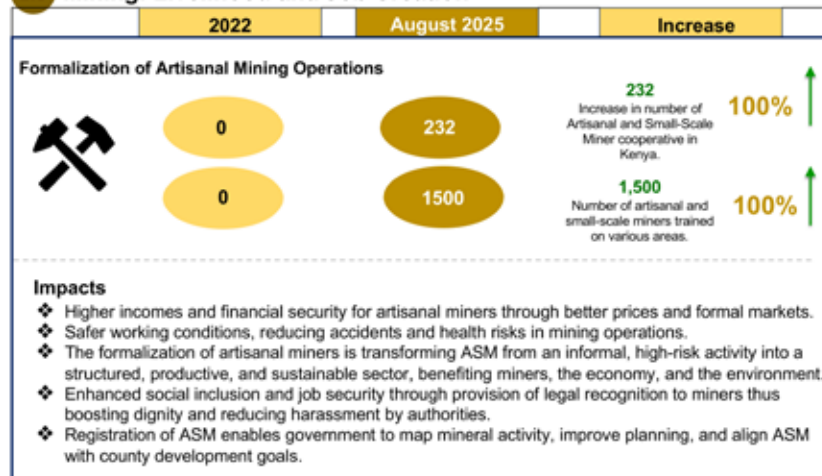 2022
August 2025
Increase
Formalization of Artisanal Mining Operations
0
232
232
Increase in number of
Artisanal and Small-Scale
Miner cooperative in
Kenya.
100%
0
1500
1,500
Number of artisanal and
small-scale miners trained
on various areas.
100%
Impacts
❖ Higher incomes and financial security for artisanal miners through better prices and formal markets.
❖ Safer working conditions, reducing accidents and health risks in mining operations.
❖ The formalization of artisanal miners is transforming ASM from an informal, high-risk activity into a
structured, productive, and sustainable sector, benefiting miners, the economy, and the environment.
❖ Enhanced social inclusion and job security through provision of legal recognition to miners thus
boosting dignity and reducing harassment by authorities.
❖ Registration of ASM enables government to map mineral activity, improve planning, and align ASM
with county development goals.